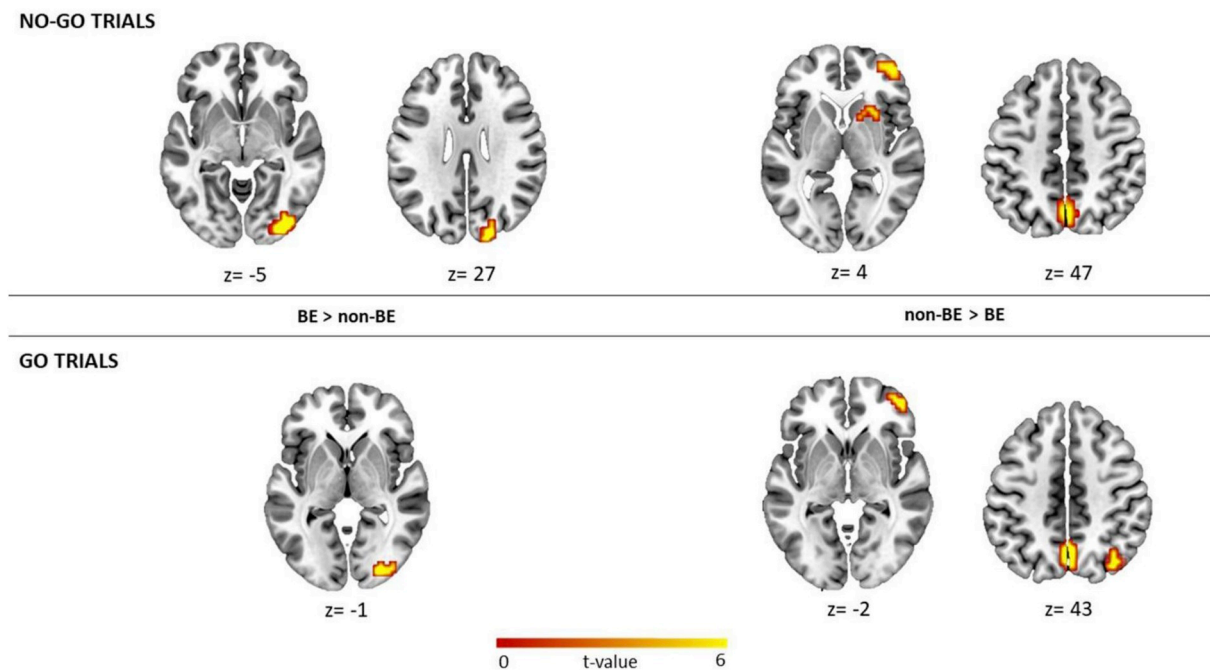 NO-GO TRIALS
z= -5
z= 27
z= 4
z= 47
BE > non-BE
non-BE > BE
GO TRIALS
z= -1
z= -2
z= 43
0
t-value
6